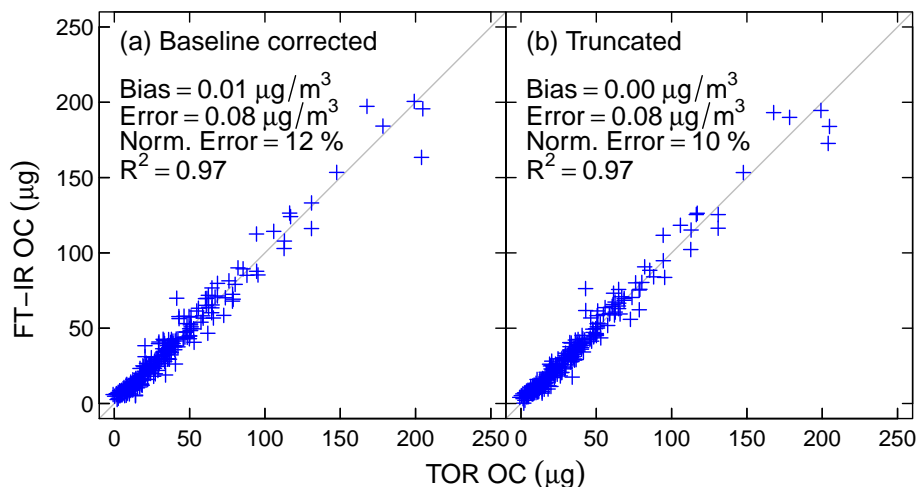 (a) Baseline corrected
Bias = 0.01 μg/m³
Error = 0.08 μg/m³
Norm. Error = 12 %
R² = 0.97
(b) Truncated
Bias = 0.00 μg/m³
Error = 0.08 μg/m³
Norm. Error = 10 %
R² = 0.97
FT−IR OC (μg)
250
200
150
100
50
0
0 50 100 150 200 250
0 50 100 150 200 250
TOR OC (μg)